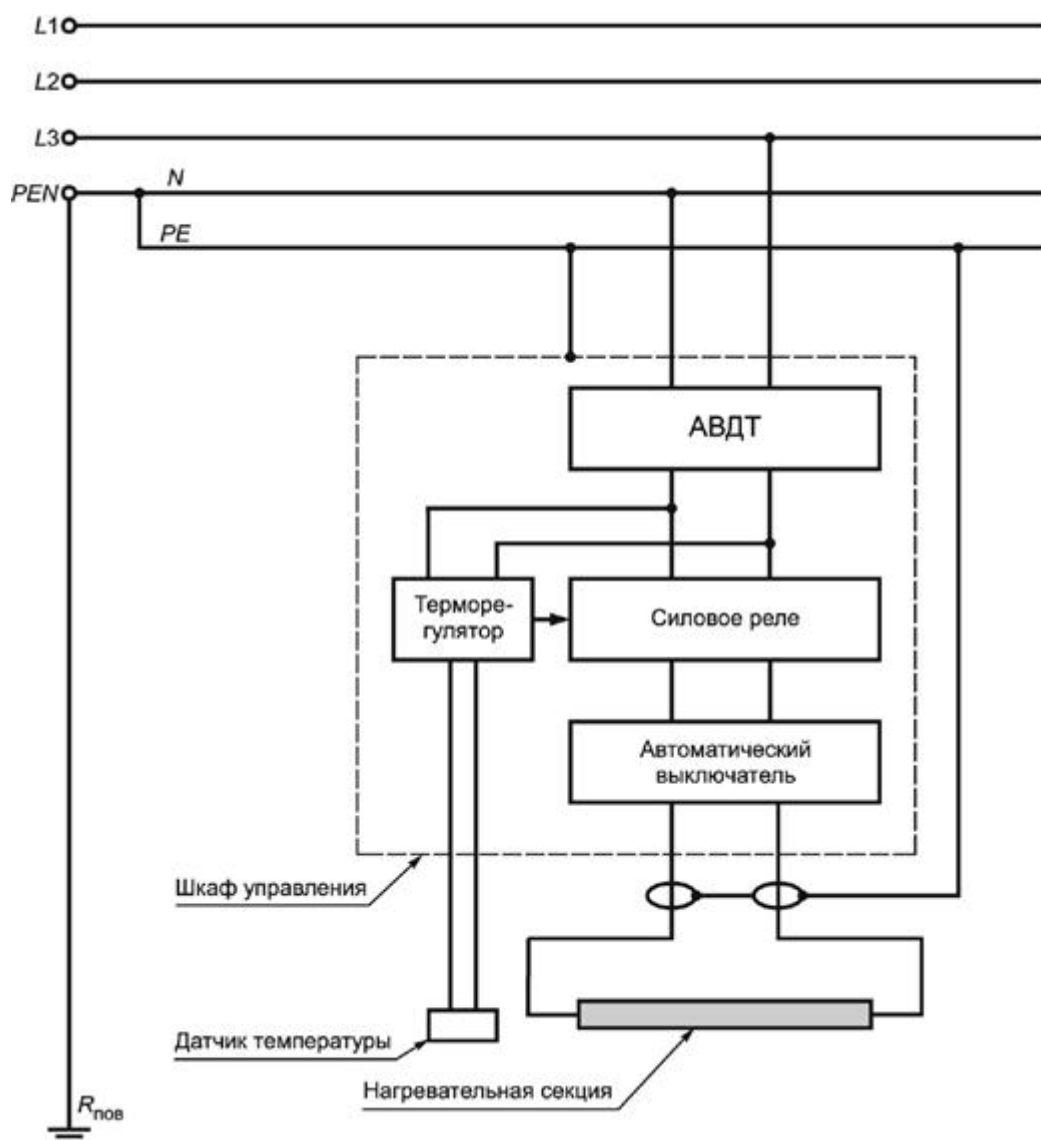 L1
L2
L3
PEN
N
PE
АВДТ
Терморе-
гулятор
Силовое реле
Автоматический
выключатель
Шкаф управления
Датчик температуры
Нагревательная секция
Rпов